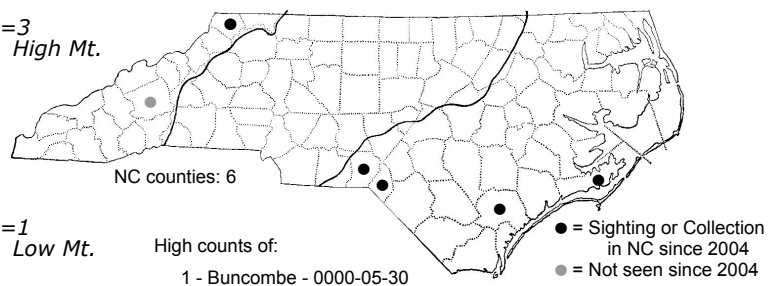 =3
High Mt.
NC counties: 6
=1
Low Mt.
High counts of:
1 - Buncombe - 0000-05-30
● = Sighting or Collection
in NC since 2004
● = Not seen since 2004